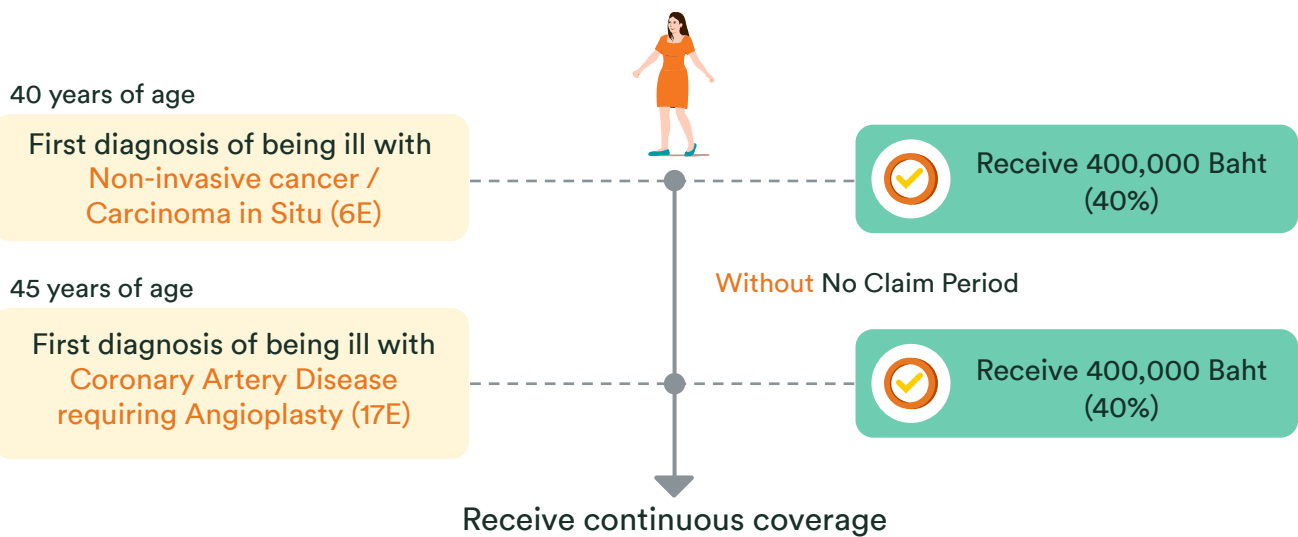 40 years of age
First diagnosis of being ill with
Non-invasive cancer /
Carcinoma in Situ (6E)
Receive 400,000 Baht
(40%)
Without No Claim Period
45 years of age
First diagnosis of being ill with
Coronary Artery Disease
requiring Angioplasty (17E)
Receive 400,000 Baht
(40%)
Receive continuous coverage